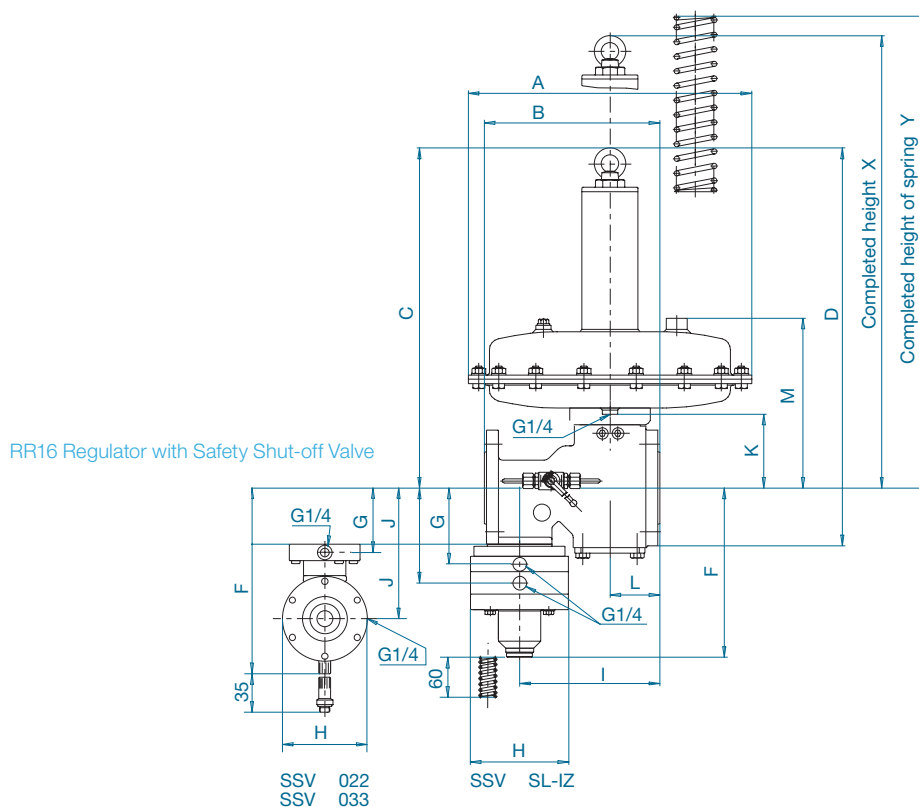 A
B
C
D
Completed height X
Completed height of spring Y
M
K
G1/4
RR16 Regulator with Safety Shut-off Valve
G1/4
G
J
G
F
J
F
L
G1/4
G1/4
35
60
I
H
H
SSV 022
SSV 033
SSV SL-IZ